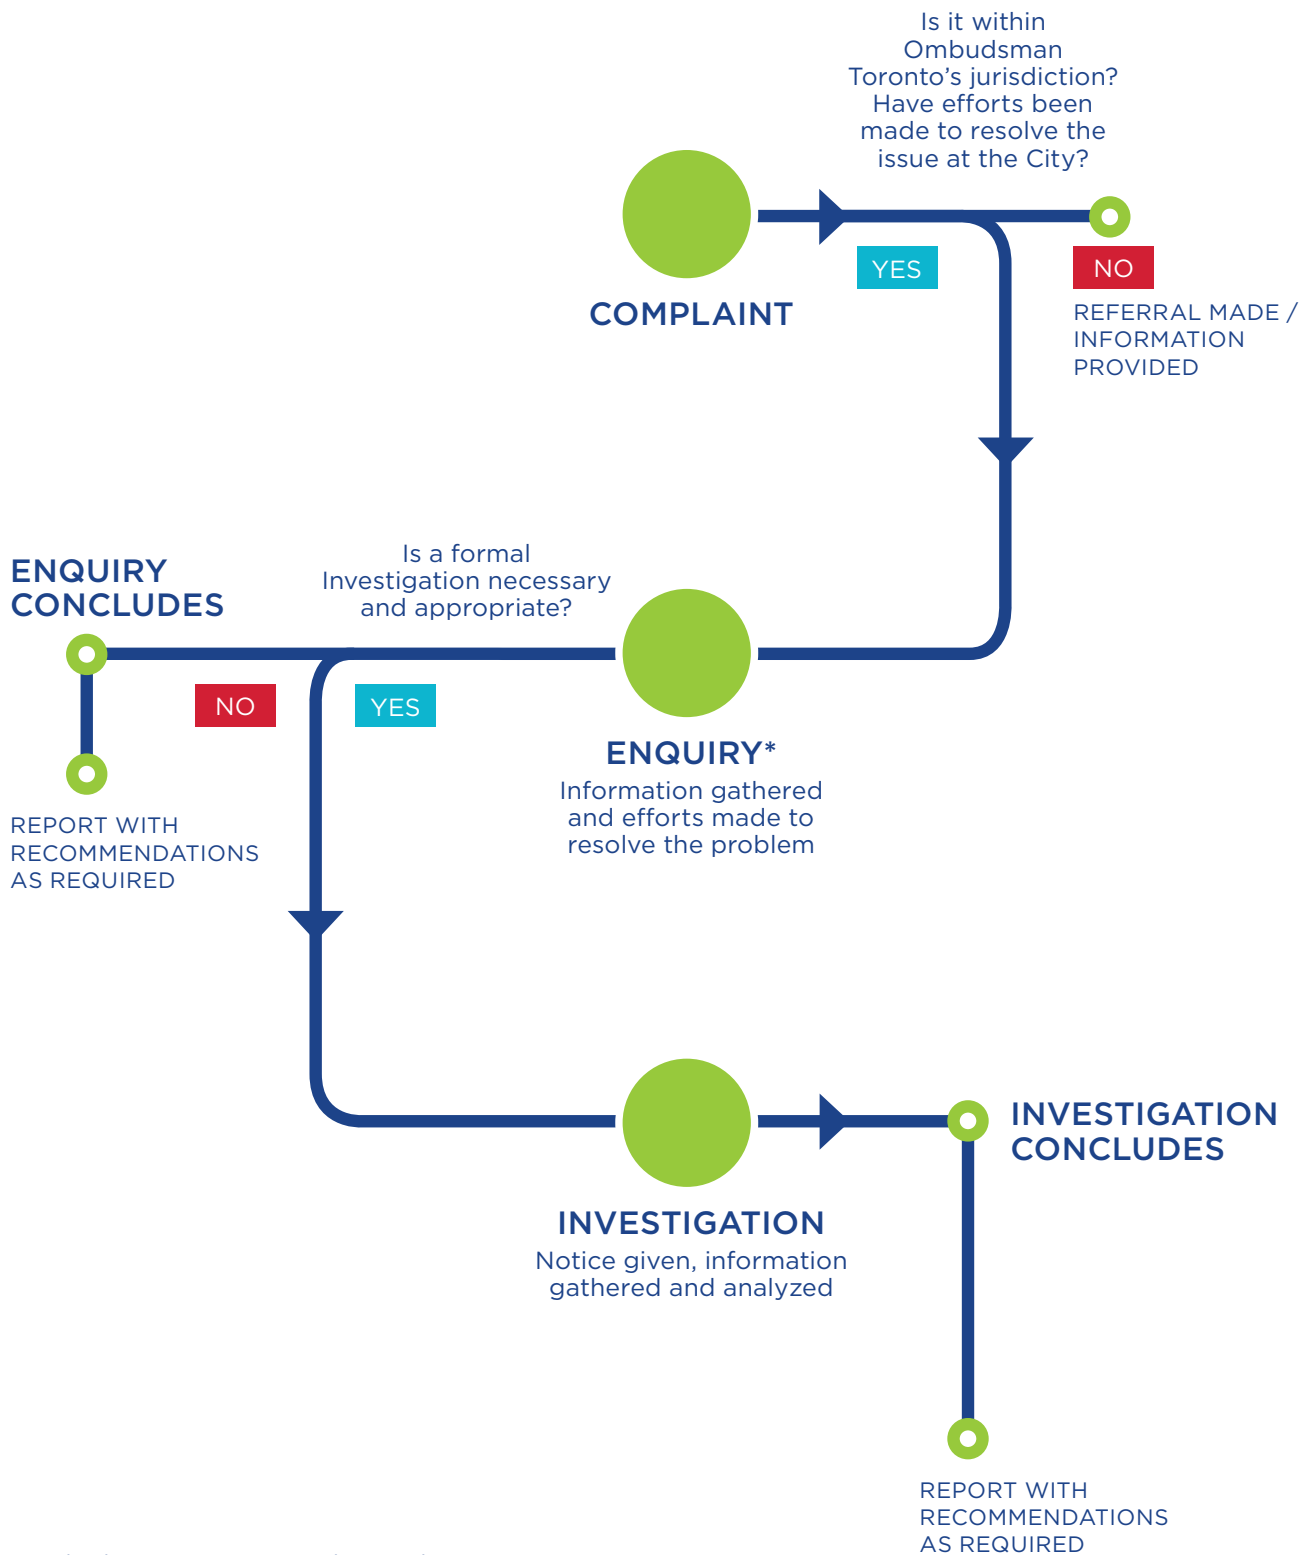 Is it within
Ombudsman
Toronto's jurisdiction?
Have efforts been
made to resolve the
issue at the City?
COMPLAINT
YES
NO
REFERRAL MADE /
INFORMATION
PROVIDED
Is a formal
Investigation necessary
and appropriate?
ENQUIRY
CONCLUDES
NO
YES
REPORT WITH
RECOMMENDATIONS
AS REQUIRED
ENQUIRY*
Information gathered
and efforts made to
resolve the problem
INVESTIGATION
Notice given, information
gathered and analyzed
INVESTIGATION
CONCLUDES
REPORT WITH
RECOMMENDATIONS
AS REQUIRED